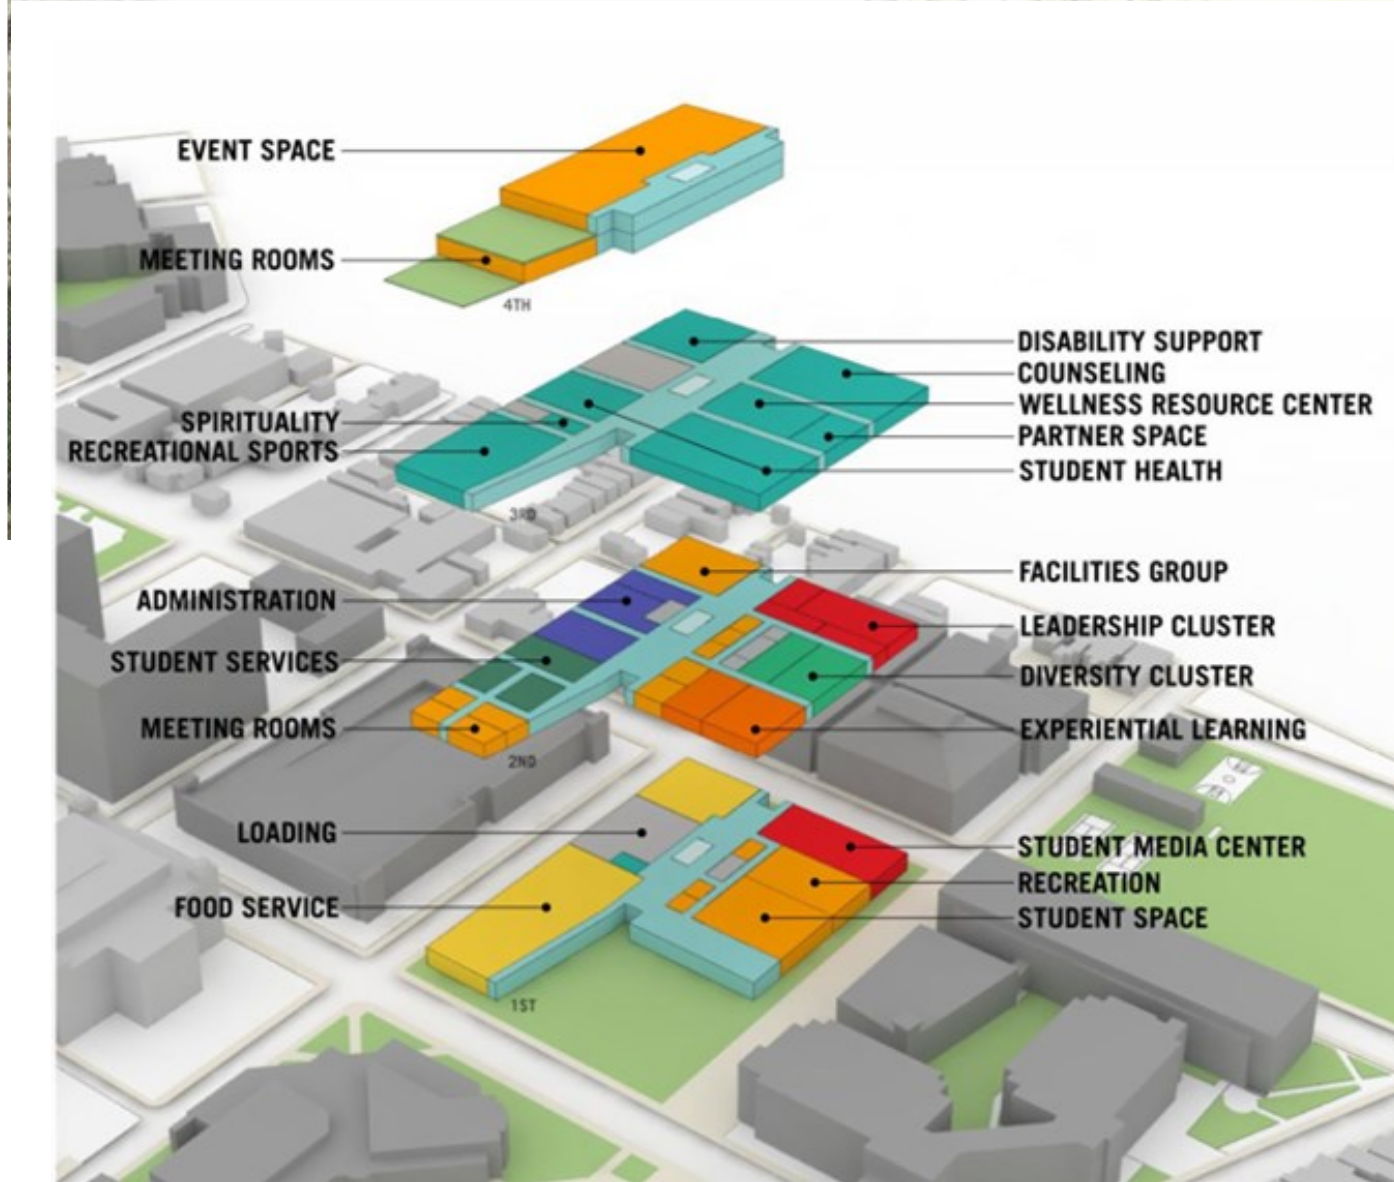 EVENT SPACE
MEETING ROOMS
4TH
DISABILITY SUPPORT
COUNSELING
WELLNESS RESOURCE CENTER
PARTNER SPACE
STUDENT HEALTH
SPIRITUALITY
RECREATIONAL SPORTS
3RD
FACILITIES GROUP
LEADERSHIP CLUSTER
DIVERSITY CLUSTER
EXPERIENTIAL LEARNING
ADMINISTRATION
STUDENT SERVICES
MEETING ROOMS
2ND
LOADING
FOOD SERVICE
STUDENT MEDIA CENTER
RECREATION
STUDENT SPACE
1ST